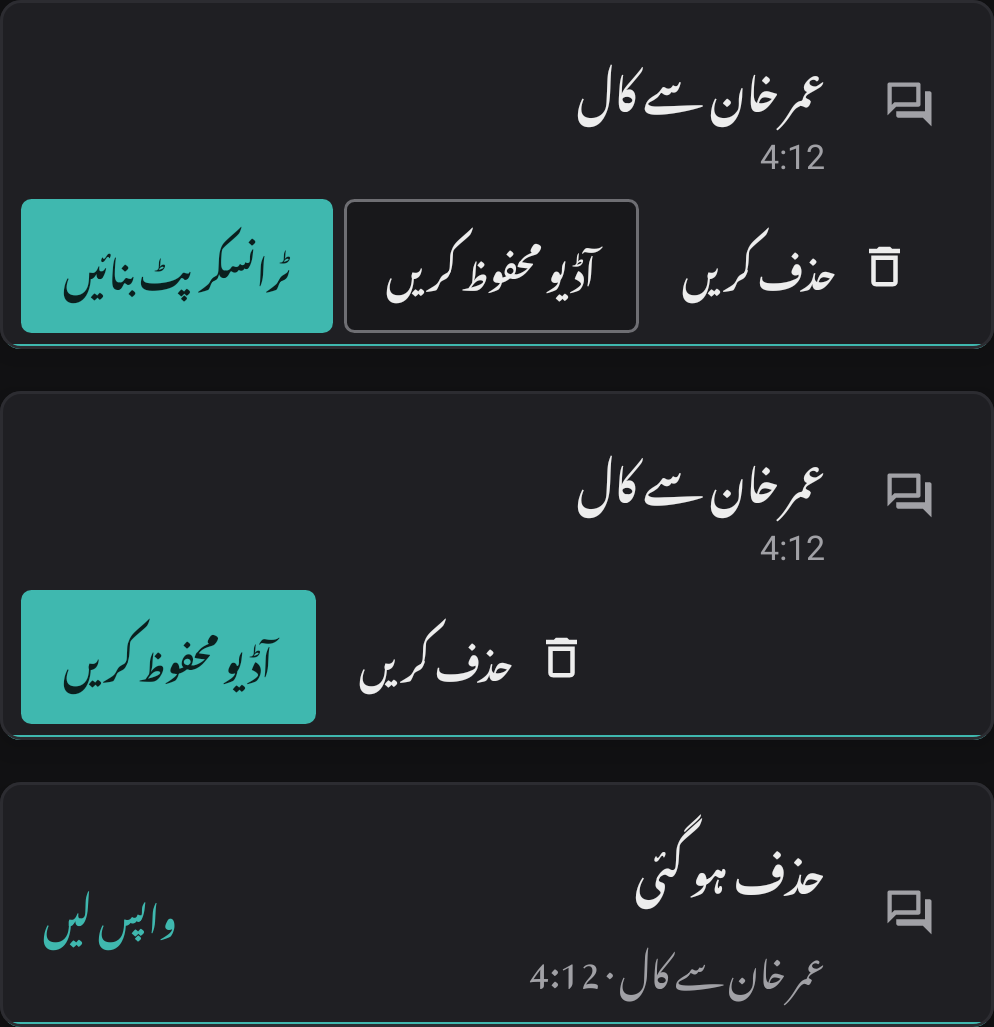 عمر خان سے کال
4:12
حذف کریں
آڈیو محفوظ کریں
ٹرانسکرپٹ بنائیں
عمر خان سے کال
4:12
حذف کریں
آڈیو محفوظ کریں
حذف ہو گئی
واپس لیں
عمر خان سے کال · 4:12